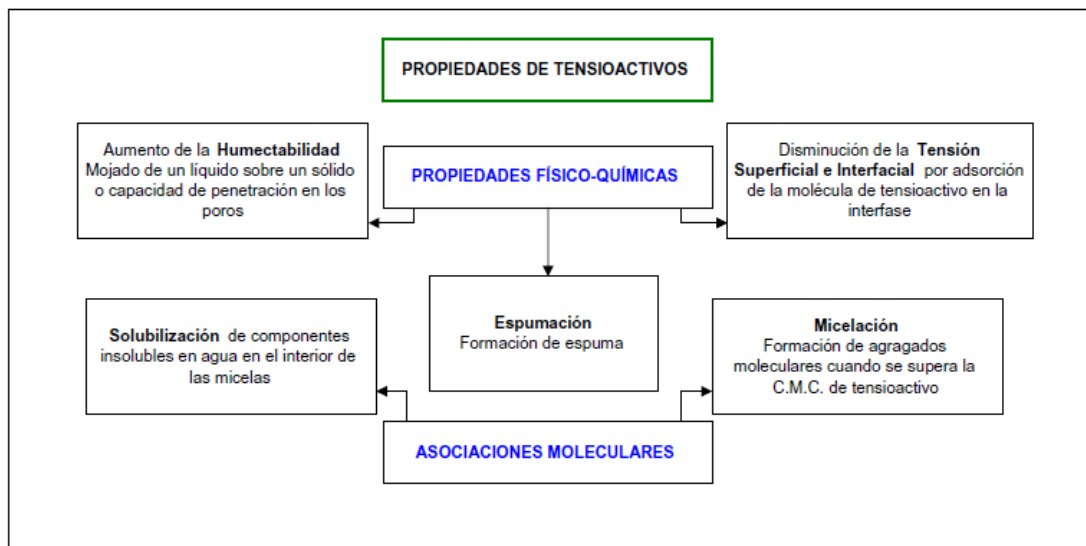 PROPIEDADES DE TENSIOACTIVOS
Aumento de la Humectabilidad
Mojado de un líquido sobre un sólido
o capacidad de penetración en los
poros
PROPIEDADES FÍSICO-QUÍMICAS
Disminución de la Tensión
Superficial e Interfacial por adsorción
de la molécula de tensioactivo en la
interfase
Solubilización de componentes
insolubles en agua en el interior de
las micelas
Espumación
Formación de espuma
Micelación
Formación de agragados
moleculares cuando se supera la
C.M.C. de tensioactivo
ASOCIACIONES MOLECULARES